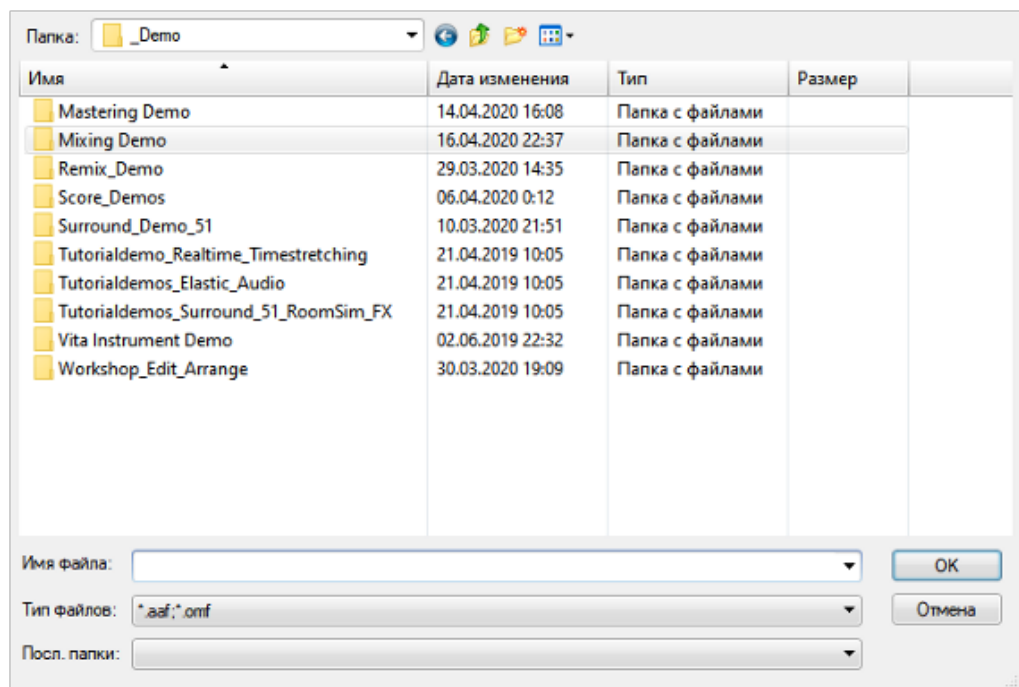 Папка: _Demo
Имя Дата изменения Тип Размер
Mastering Demo 14.04.2020 16:08 Папка с файлами
Mixing Demo 16.04.2020 22:37 Папка с файлами
Remix_Demo 29.03.2020 14:35 Папка с файлами
Score_Demos 06.04.2020 0:12 Папка с файлами
Surround_Demo_51 10.03.2020 21:51 Папка с файлами
Tutorialdemo_Realtime_Timestretching 21.04.2019 10:05 Папка с файлами
Tutorialdemos_Elastic_Audio 21.04.2019 10:05 Папка с файлами
Tutorialdemos_Surround_51_RoomSim_FX 21.04.2019 10:05 Папка с файлами
Vita Instrument Demo 02.06.2019 22:32 Папка с файлами
Workshop_Edit_Arrange 30.03.2020 19:09 Папка с файлами
Имя файла: OK
Тип файлов: *.aaf;*.omf Отмена
Посл. папки: